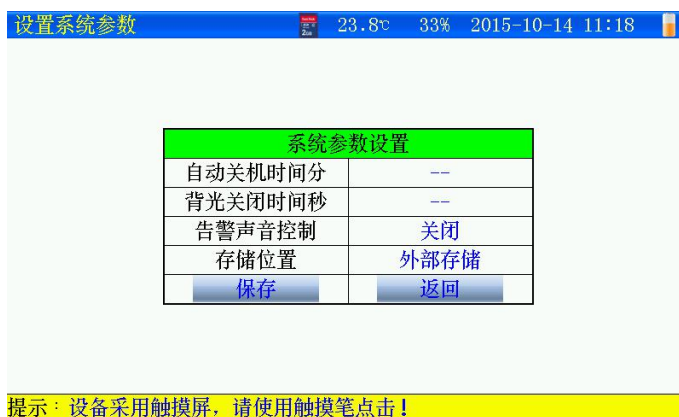 设置系统参数 2GB 23.8℃ 33% 2015-10-14 11:18
系统参数设置
自动关机时间分 --
背光关闭时间秒 --
告警声音控制 关闭
存储位置 外部存储
保存 返回
提示：设备采用触摸屏，请使用触摸笔点击！